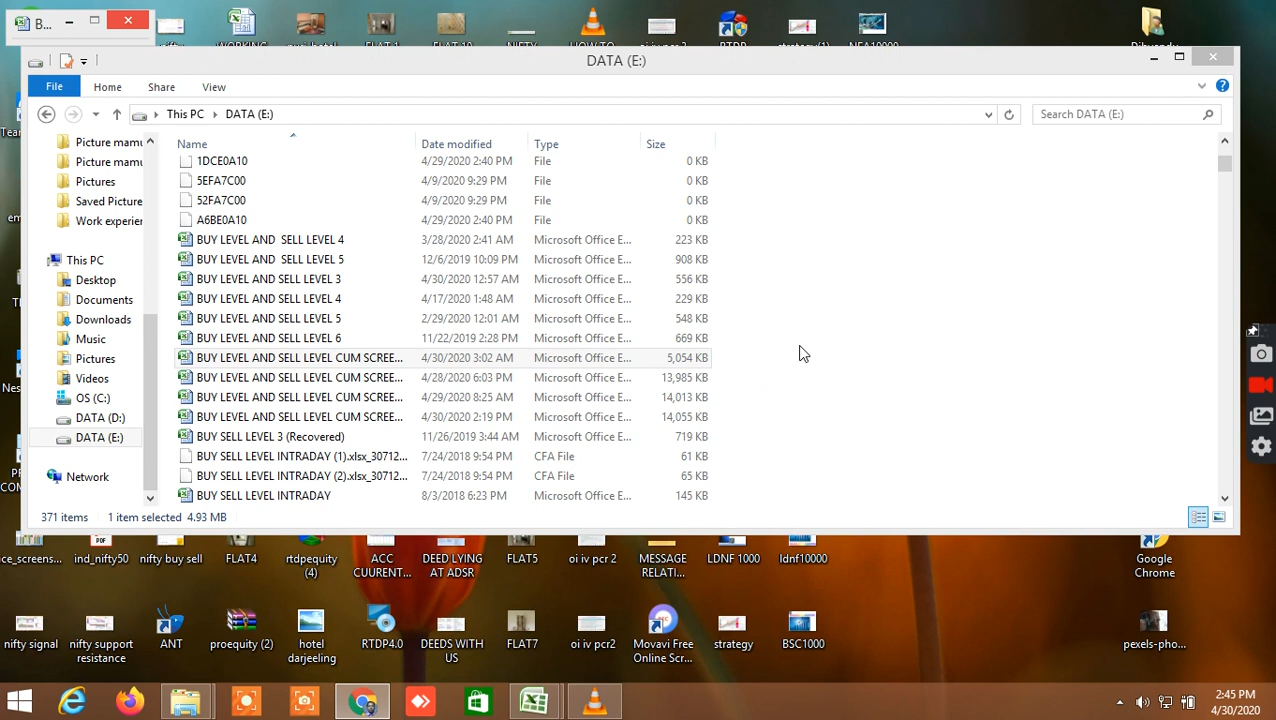 B...
nifty
WORKING
FLAT 1
FLAT 10
NIFTY
HOW TO
oi iv pcr 2
RTDP
strategy(1)
NFA10000
Dibyendu
DATA (E:)
File
Home
Share
View
This PC
DATA (E:)
Search DATA (E:)
Name
Date modified
Type
Size
1DCE0A10 4/29/2020 2:40 PM File 0 KB
5EFA7C00 4/9/2020 9:29 PM File 0 KB
52FA7C00 4/9/2020 9:29 PM File 0 KB
A6BE0A10 4/29/2020 2:40 PM File 0 KB
BUY LEVEL AND  SELL LEVEL 4 3/28/2020 2:41 AM Microsoft Office E... 223 KB
BUY LEVEL AND  SELL LEVEL 5 12/6/2019 10:09 PM Microsoft Office E... 908 KB
BUY LEVEL AND SELL LEVEL 3 4/30/2020 12:57 AM Microsoft Office E... 556 KB
BUY LEVEL AND SELL LEVEL 4 4/17/2020 1:48 AM Microsoft Office E... 229 KB
BUY LEVEL AND SELL LEVEL 5 2/29/2020 12:01 AM Microsoft Office E... 548 KB
BUY LEVEL AND SELL LEVEL 6 11/22/2019 2:28 PM Microsoft Office E... 669 KB
BUY LEVEL AND SELL LEVEL CUM SCREE... 4/30/2020 3:02 AM Microsoft Office E... 5,054 KB
BUY LEVEL AND SELL LEVEL CUM SCREE... 4/28/2020 6:03 PM Microsoft Office E... 13,985 KB
BUY LEVEL AND SELL LEVEL CUM SCREE... 4/29/2020 8:25 AM Microsoft Office E... 14,013 KB
BUY LEVEL AND SELL LEVEL CUM SCREE... 4/30/2020 2:19 PM Microsoft Office E... 14,055 KB
BUY SELL LEVEL 3 (Recovered) 11/26/2019 3:44 AM Microsoft Office E... 719 KB
BUY SELL LEVEL INTRADAY (1).xlsx_30712... 7/24/2018 9:54 PM CFA File 61 KB
BUY SELL LEVEL INTRADAY (2).xlsx_30712... 7/24/2018 9:54 PM CFA File 65 KB
BUY SELL LEVEL INTRADAY 8/3/2018 6:23 PM Microsoft Office E... 145 KB
Picture mamu
Picture mamu
Pictures
Saved Picture
Work experier
This PC
Desktop
Documents
Downloads
Music
Pictures
Videos
OS (C:)
DATA (D:)
DATA (E:)
Network
371 items
1 item selected 4.93 MB
ce_screens...
ind_nifty50
nifty buy sell
FLAT4
rtdpequity (4)
ACC CUURENT...
DEED LYING AT ADSR
FLAT5
oi iv pcr 2
MESSAGE RELATI...
LDNF 1000
ldnf10000
Google Chrome
nifty signal
nifty support resistance
ANT
proequity (2)
hotel darjeeling
RTDP4.0
DEEDS WITH US
FLAT7
oi iv pcr2
Movavi Free Online Scr...
strategy
BSC1000
pexels-pho...
2:45 PM
4/30/2020